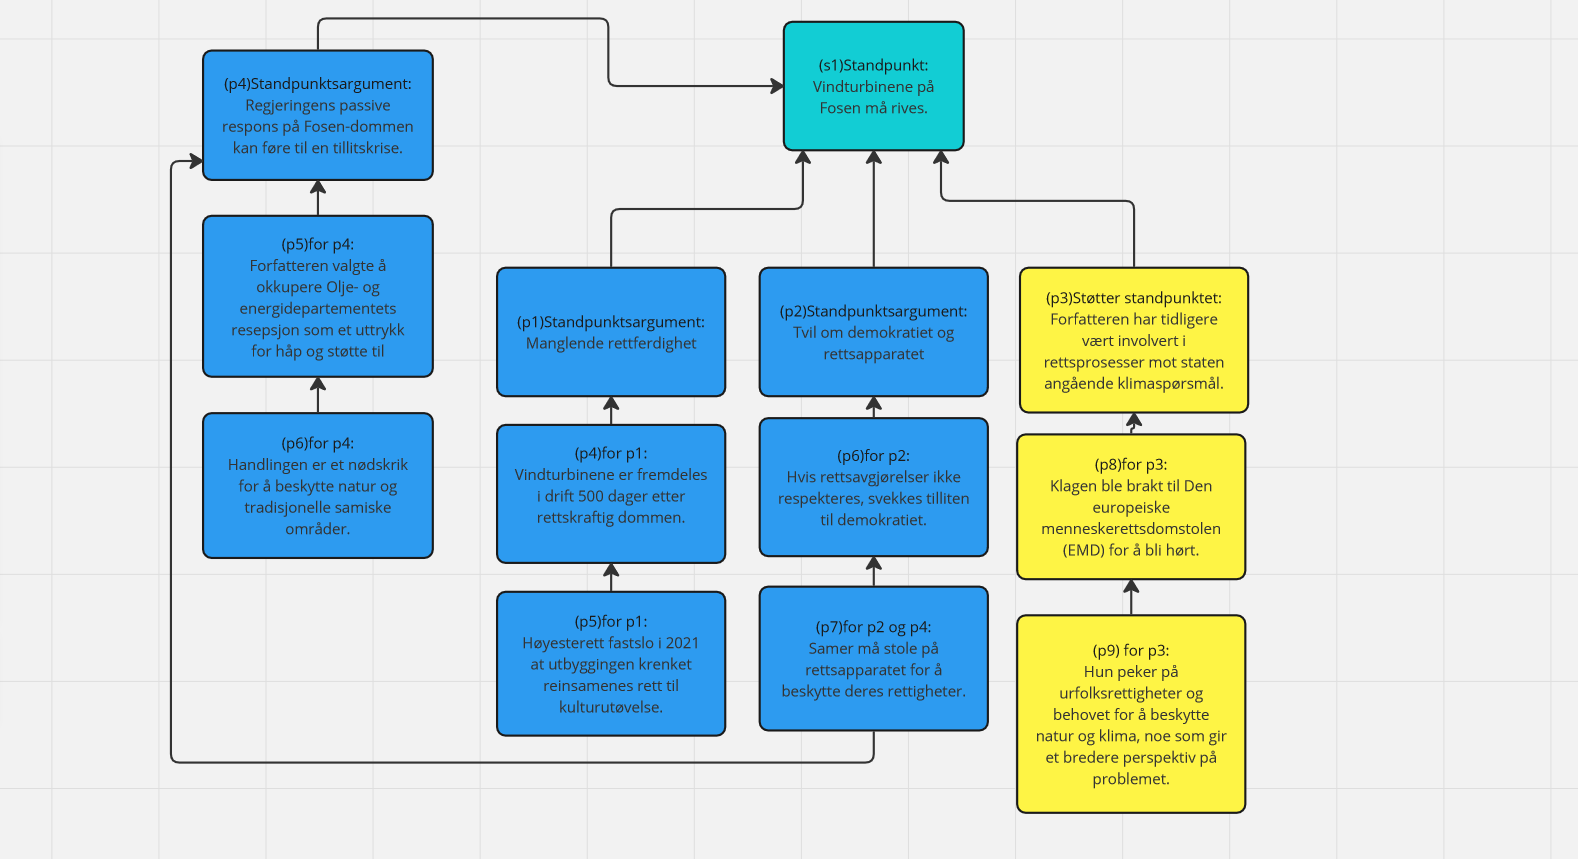 (p4)Standpunktsargument:
Regjeringens passive
respons på Fosen-dommen
kan føre til en tillitskrise.
(s1)Standpunkt:
Vindturbinene på
Fosen må rives.
(p5)for p4:
Forfatteren valgte å
okkupere Olje- og
energidepartementets
resepsjon som et uttrykk
for håp og støtte til
(p6)for p4:
Handlingen er et nødskrik
for å beskytte natur og
tradisjonelle samiske
områder.
(p1)Standpunktsargument:
Manglende rettferdighet
(p4)for p1:
Vindturbinene er fremdeles
i drift 500 dager etter
rettskraftig dommen.
(p5)for p1:
Høyesterett fastslo i 2021
at utbyggingen krenket
reinsamenes rett til
kulturutøvelse.
(p2)Standpunktsargument:
Tvil om demokratiet og
rettsapparatet
(p6)for p2:
Hvis rettsavgjørelser ikke
respekteres, svekkes tilliten
til demokratiet.
(p7)for p2 og p4:
Samer må stole på
rettsapparatet for å
beskytte deres rettigheter.
(p3)Støtter standpunktet:
Forfatteren har tidligere
vært involvert i
rettsprosesser mot staten
angående klimaspørsmål.
(p8)for p3:
Klagen ble brakt til Den
europeiske
menneskerettsdomstolen
(EMD) for å bli hørt.
(p9) for p3:
Hun peker på
urfolksrettigheter og
behovet for å beskytte
natur og klima, noe som gir
et bredere perspektiv på
problemet.